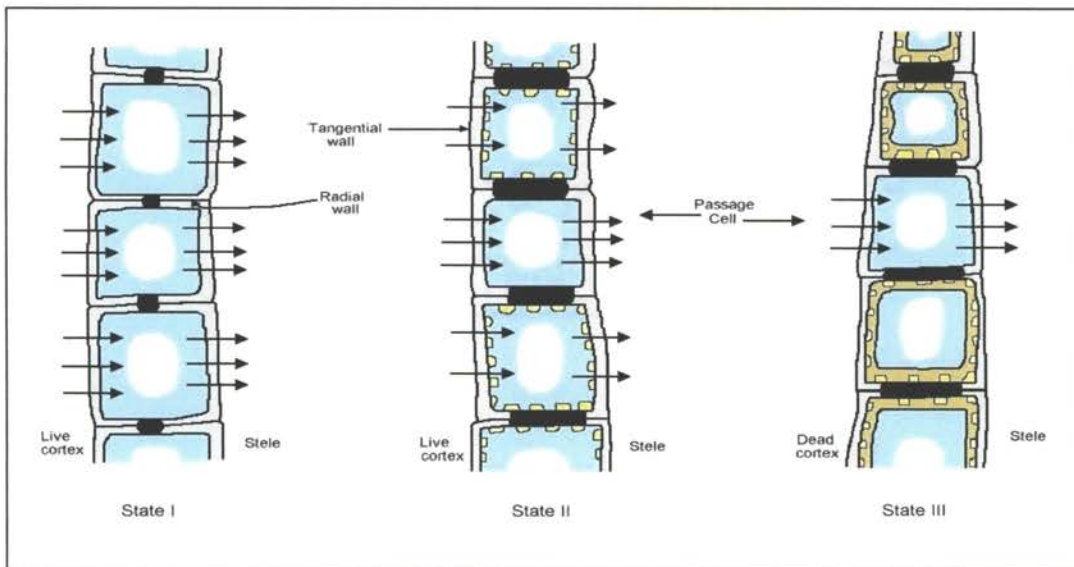 Tangential
wall
Radial
wall
Passage
Cell
Live
cortex
Stele
Live
cortex
Stele
Dead
cortex
Stele
State I
State II
State III